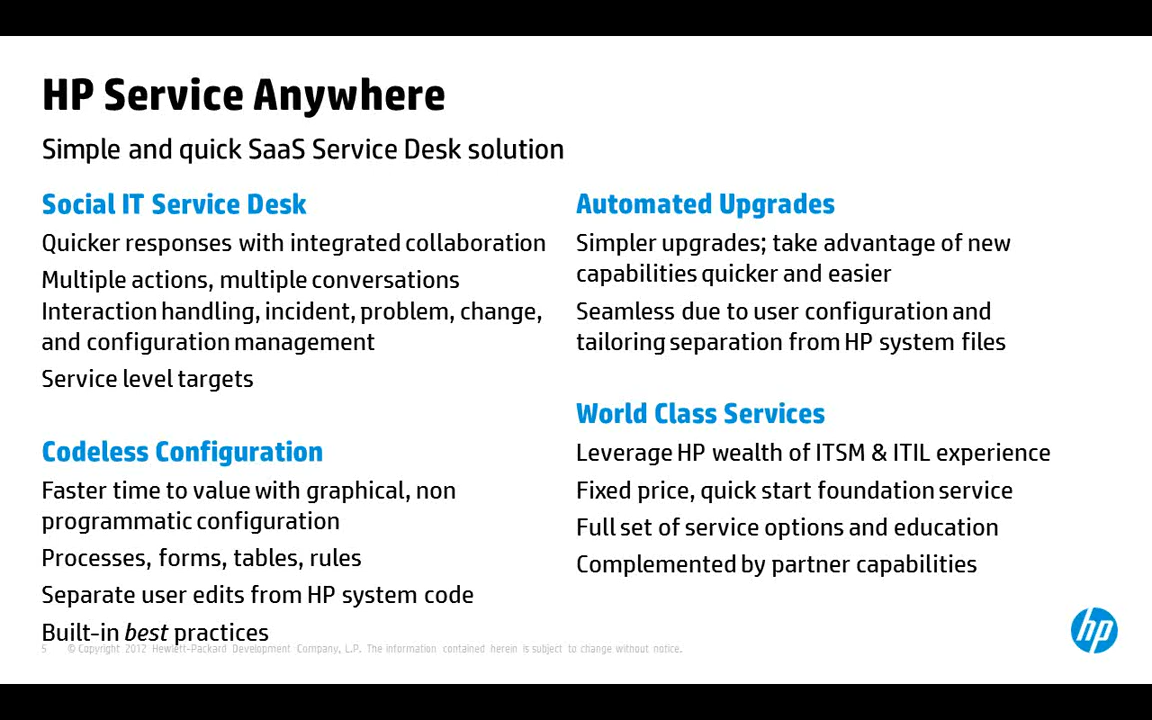 HP Service Anywhere
Simple and quick SaaS Service Desk solution
Social IT Service Desk
Quicker responses with integrated collaboration
Multiple actions, multiple conversations
Interaction handling, incident, problem, change,
and configuration management
Service level targets
Codeless Configuration
Faster time to value with graphical, non
programmatic configuration
Processes, forms, tables, rules
Separate user edits from HP system code
Built-in best practices
Automated Upgrades
Simpler upgrades; take advantage of new
capabilities quicker and easier
Seamless due to user configuration and
tailoring separation from HP system files
World Class Services
Leverage HP wealth of ITSM & ITIL experience
Fixed price, quick start foundation service
Full set of service options and education
Complemented by partner capabilities
5 © Copyright 2012 Hewlett-Packard Development Company, L.P. The information contained herein is subject to change without notice.
hp